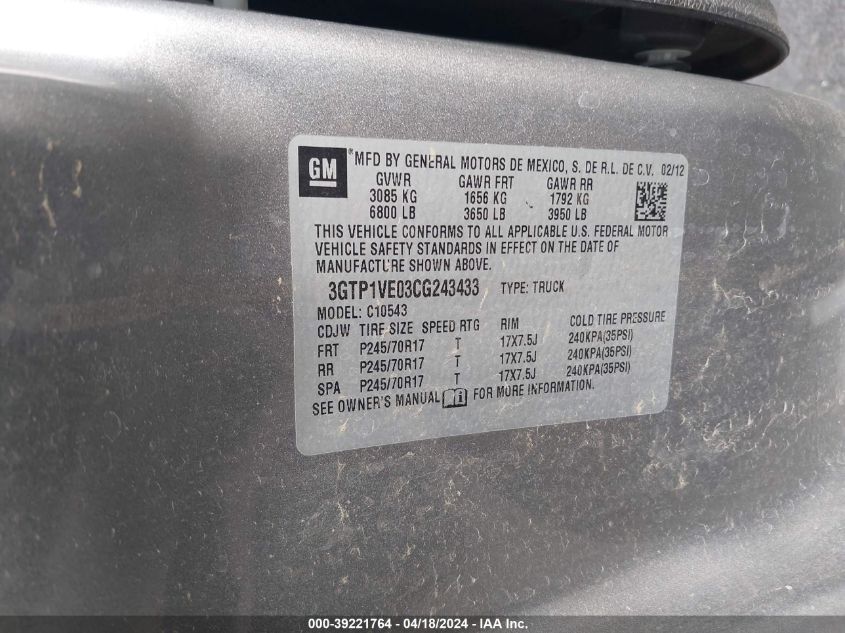 GM
® MFD BY GENERAL MOTORS DE MEXICO, S. DE R.L. DE C.V. 02/12
GVWR GAWR FRT GAWR RR
3085 KG 1656 KG 1792 KG
6800 LB 3650 LB 3950 LB
THIS VEHICLE CONFORMS TO ALL APPLICABLE U.S. FEDERAL MOTOR
VEHICLE SAFETY STANDARDS IN EFFECT ON THE DATE OF
MANUFACTURE SHOWN ABOVE.
3GTP1VE03CG243433 TYPE: TRUCK
MODEL: C10543
CDJW TIRE SIZE SPEED RTG RIM COLD TIRE PRESSURE
FRT P245/70R17 T 17X7.5J 240KPA(35PSI)
RR P245/70R17 T 17X7.5J 240KPA(35PSI)
SPA P245/70R17 T 17X7.5J 240KPA(35PSI)
SEE OWNER'S MANUAL FOR MORE INFORMATION.
000-39221764 - 04/18/2024 - IAA Inc.